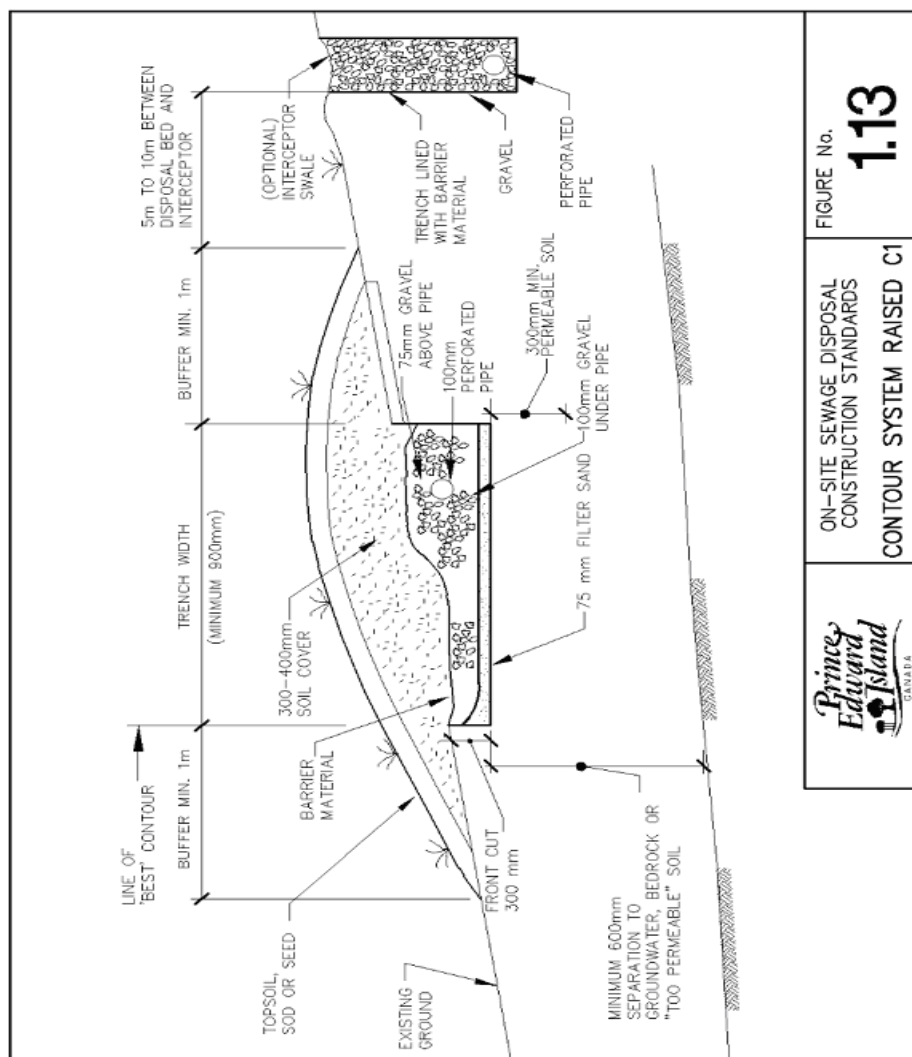 LINE OF
'BEST' CONTOUR
BUFFER MIN. 1m
TRENCH WIDTH
(MINIMUM 900mm)
BUFFER MIN. 1m
5m TO 10m BETWEEN
DISPOSAL BED AND
INTERCEPTOR
TOPSOIL,
SOD OR SEED
300-400mm
SOIL COVER
(OPTIONAL)
INTERCEPTOR
SWALE
BARRIER
MATERIAL
EXISTING
GROUND
FRONT CUT
300 mm
75mm GRAVEL
ABOVE PIPE
100mm
PERFORATED
PIPE
TRENCH LINED
WITH BARRIER
MATERIAL
GRAVEL
PERFORATED
PIPE
300mm MIN.
PERMEABLE SOIL
100mm GRAVEL
UNDER PIPE
75 mm FILTER SAND
MINIMUM 600mm
SEPARATION TO
GROUNDWATER, BEDROCK OR
"TOO PERMEABLE" SOIL
Prince
Edward
Island
CANADA
ON-SITE SEWAGE DISPOSAL
CONSTRUCTION STANDARDS
CONTOUR SYSTEM RAISED C1
FIGURE No.
1.13